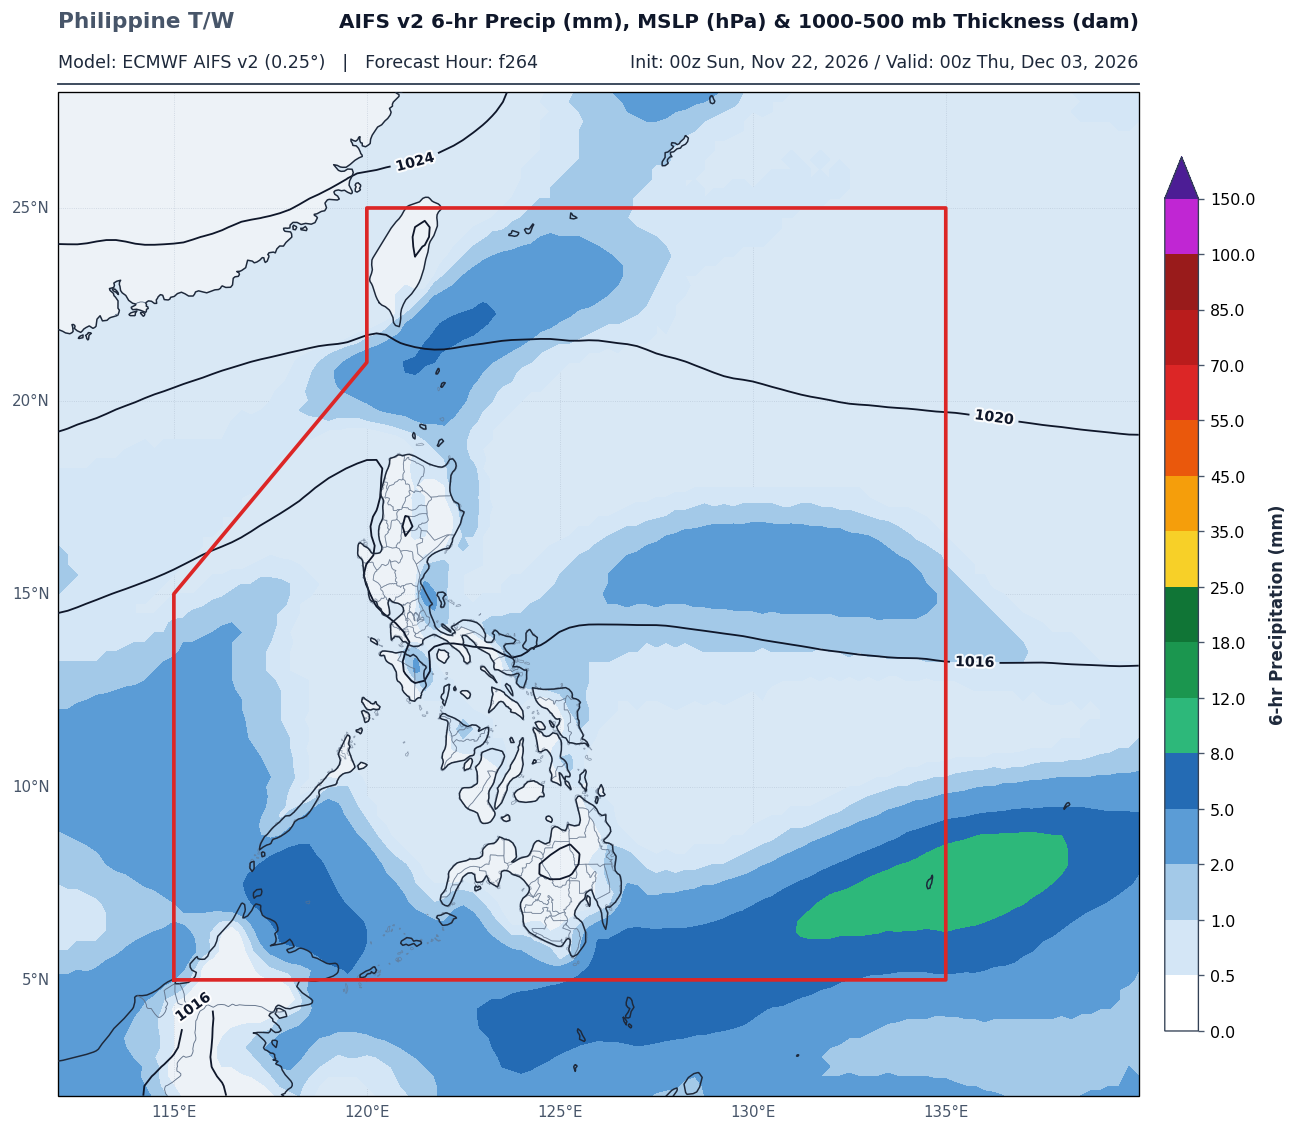 Philippine T/W
AIFS v2 6-hr Precip (mm), MSLP (hPa) & 1000-500 mb Thickness (dam)
Model: ECMWF AIFS v2 (0.25°) | Forecast Hour: f264
Init: 00z Sun, Nov 22, 2026 / Valid: 00z Thu, Dec 03, 2026
1024
1020
1016
1016
25°N
20°N
15°N
10°N
5°N
115°E
120°E
125°E
130°E
135°E
150.0
100.0
85.0
70.0
55.0
45.0
35.0
25.0
18.0
12.0
8.0
5.0
2.0
1.0
0.5
0.0
6-hr Precipitation (mm)